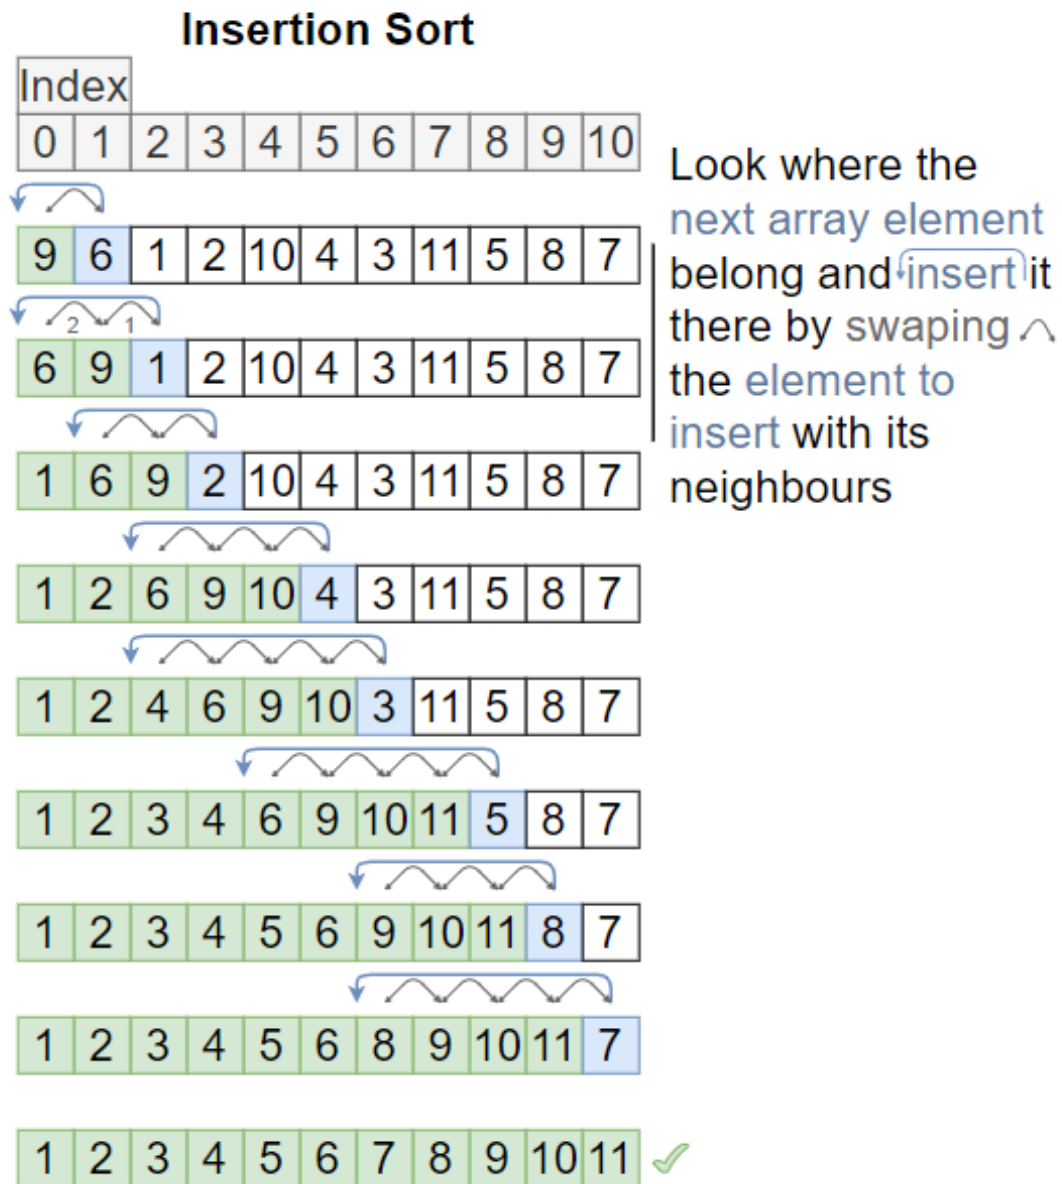 Insertion Sort
Index
0 1 2 3 4 5 6 7 8 9 10
Look where the
next array element
belong and insert it
there by swaping
the element to
insert with its
neighbours
9 6 1 2 10 4 3 11 5 8 7
2 1
6 9 1 2 10 4 3 11 5 8 7
1 6 9 2 10 4 3 11 5 8 7
1 2 6 9 10 4 3 11 5 8 7
1 2 4 6 9 10 3 11 5 8 7
1 2 3 4 6 9 10 11 5 8 7
1 2 3 4 5 6 9 10 11 8 7
1 2 3 4 5 6 8 9 10 11 7
1 2 3 4 5 6 7 8 9 10 11